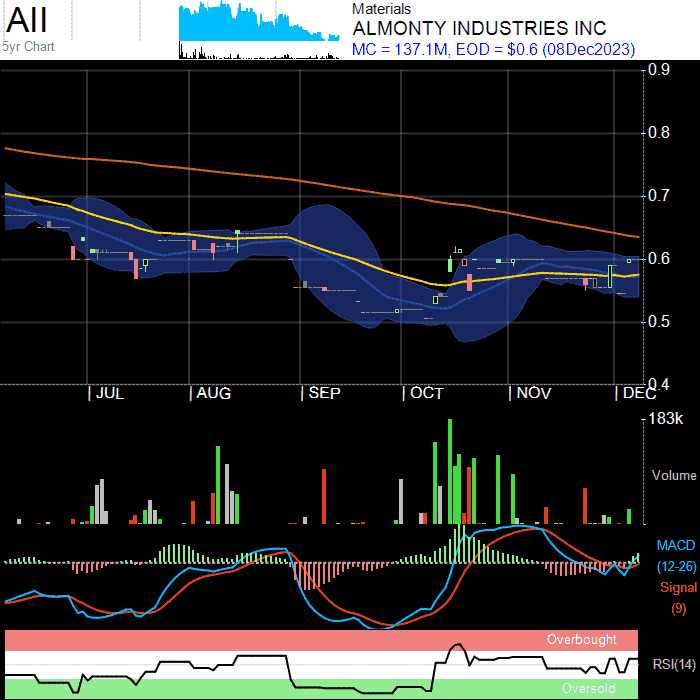 AII
5yr Chart
Materials
ALMONTY INDUSTRIES INC
MC = 137.1M, EOD = $0.6 (08Dec2023)
0.9
0.8
0.7
0.6
0.5
0.4
JUL
AUG
SEP
OCT
NOV
DEC
183k
Volume
MACD
(12-26)
Signal
(9)
Overbought
RSI(14)
Oversold